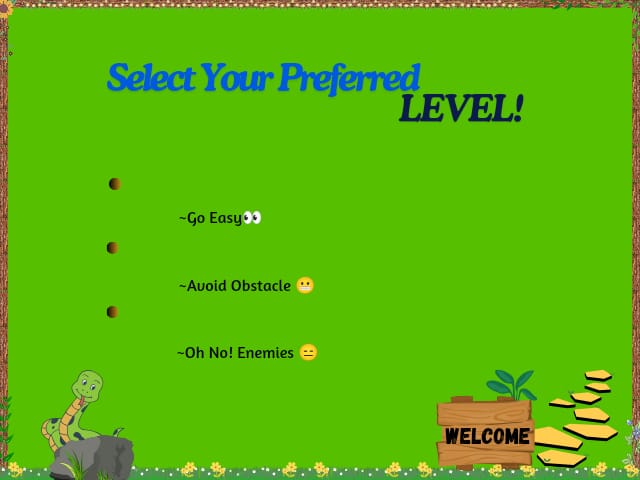 Select Your Preferred
LEVEL!
~Go Easy👀
~Avoid Obstacle 😬
~Oh No! Enemies 😑
WELCOME